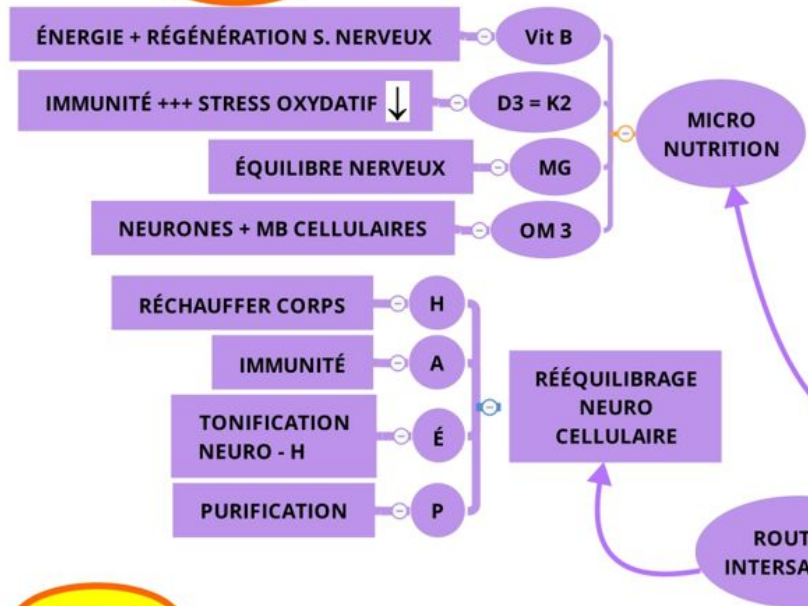 ÉNERGIE + RÉGÉNÉRATION S. NERVEUX
Vit B
IMMUNITÉ +++ STRESS OXYDATIF ↓
D3 = K2
ÉQUILIBRE NERVEUX
MG
NEURONES + MB CELLULAIRES
OM 3
MICRO
NUTRITION
RÉCHAUFFER CORPS
H
IMMUNITÉ
A
TONIFICATION
NEURO - H
É
PURIFICATION
P
RÉÉQUILIBRAGE
NEURO
CELLULAIRE